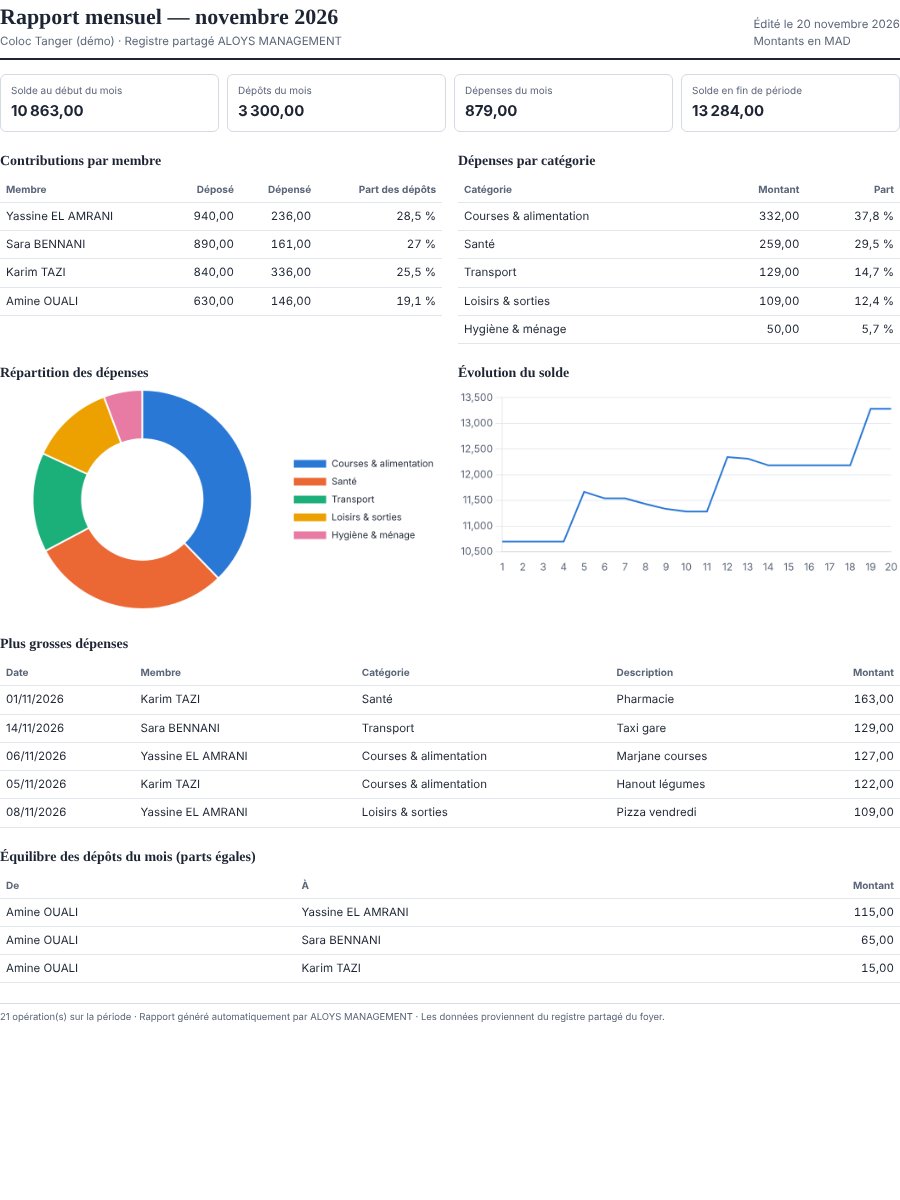 Rapport mensuel — novembre 2026
Coloc Tanger (démo) · Registre partagé ALOYS MANAGEMENT
Édité le 20 novembre 2026
Montants en MAD
Solde au début du mois
10 863,00
Dépôts du mois
3 300,00
Dépenses du mois
879,00
Solde en fin de période
13 284,00
Contributions par membre
Membre Déposé Dépensé Part des dépôts
Yassine EL AMRANI 940,00 236,00 28,5 %
Sara BENNANI 890,00 161,00 27 %
Karim TAZI 840,00 336,00 25,5 %
Amine OUALI 630,00 146,00 19,1 %
Dépenses par catégorie
Catégorie Montant Part
Courses & alimentation 332,00 37,8 %
Santé 259,00 29,5 %
Transport 129,00 14,7 %
Loisirs & sorties 109,00 12,4 %
Hygiène & ménage 50,00 5,7 %
Répartition des dépenses
Courses & alimentation
Santé
Transport
Loisirs & sorties
Hygiène & ménage
Évolution du solde
13,500
13,000
12,500
12,000
11,500
11,000
10,500
1 2 3 4 5 6 7 8 9 10 11 12 13 14 15 16 17 18 19 20
Plus grosses dépenses
Date Membre Catégorie Description Montant
01/11/2026 Karim TAZI Santé Pharmacie 163,00
14/11/2026 Sara BENNANI Transport Taxi gare 129,00
06/11/2026 Yassine EL AMRANI Courses & alimentation Marjane courses 127,00
05/11/2026 Karim TAZI Courses & alimentation Hanout légumes 122,00
08/11/2026 Yassine EL AMRANI Loisirs & sorties Pizza vendredi 109,00
Équilibre des dépôts du mois (parts égales)
De À Montant
Amine OUALI Yassine EL AMRANI 115,00
Amine OUALI Sara BENNANI 65,00
Amine OUALI Karim TAZI 15,00
21 opération(s) sur la période · Rapport généré automatiquement par ALOYS MANAGEMENT · Les données proviennent du registre partagé du foyer.